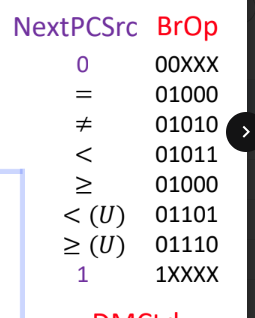 NextPCSrc BrOp
0 00XXX
= 01000
≠ 01010
< 01011
≥ 01000
< (U) 01101
≥ (U) 01110
1 1XXXX